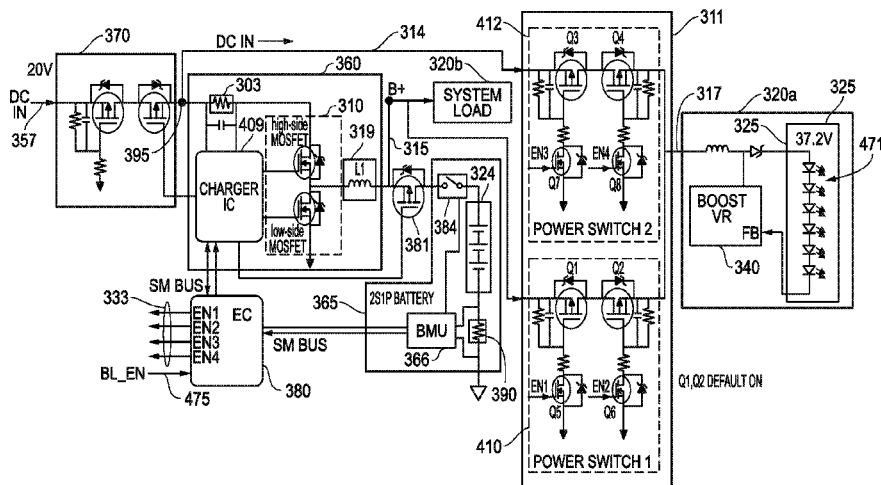 370
20V
DC
IN
357
395
DC IN
314
360
303
310
409
high-side
MOSFET
CHARGER
IC
319
L1
low-side
MOSFET
B+
320b
SYSTEM
LOAD
315
324
384
381
SM BUS
333
EN1
EN2
EN3
EN4
EC
BL_EN
475
380
365
2S1P BATTERY
BMU
366
SM BUS
390
412
311
Q3
Q4
EN3
EN4
Q7
Q8
POWER SWITCH 2
317
320a
325
325
37.2V
471
BOOST
VR
FB
340
Q1
Q2
EN1
EN2
Q5
Q6
POWER SWITCH 1
410
Q1,Q2 DEFAULT ON